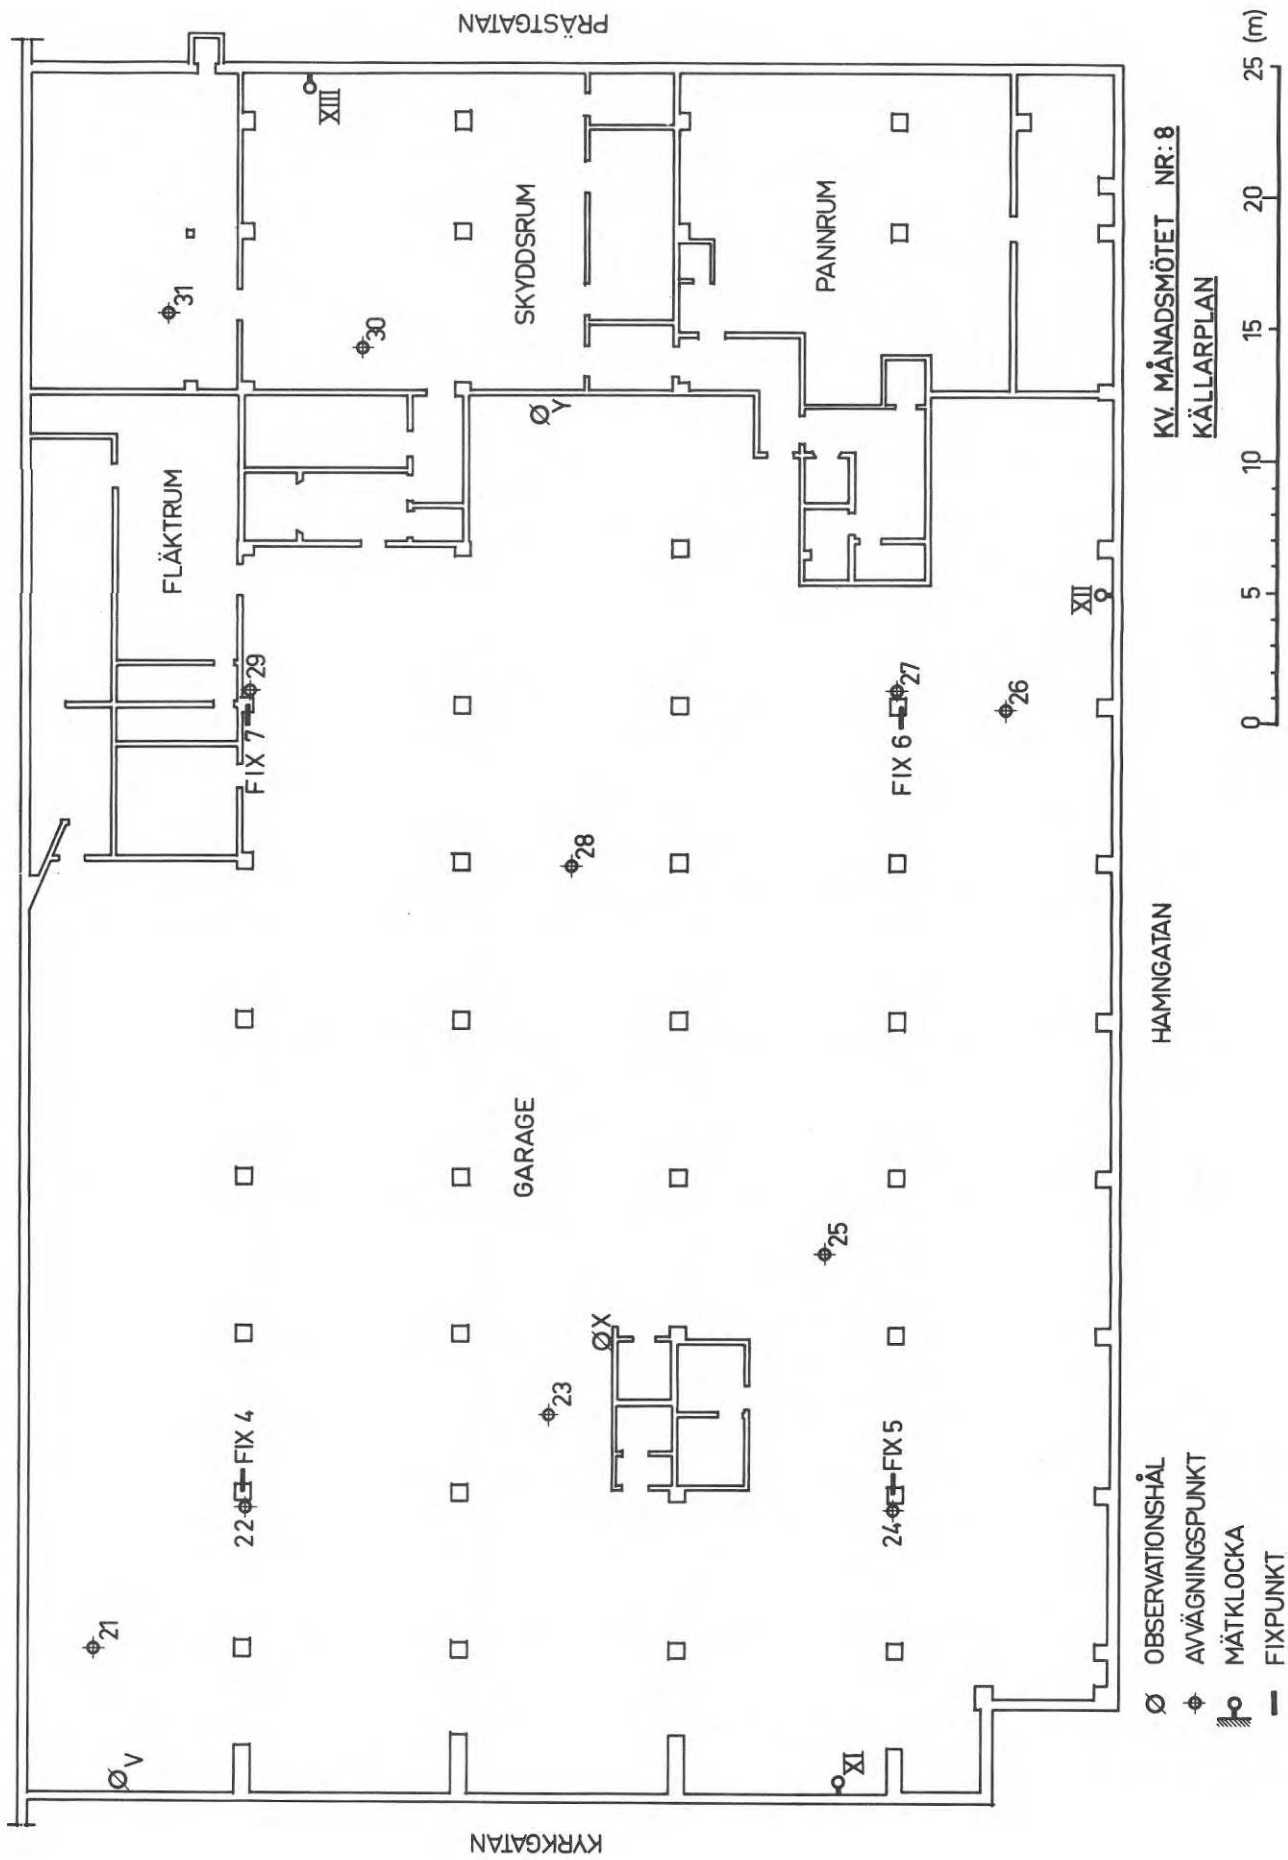 PRÄSTGATAN
XIII
31
30
SKYDDSRUM
PANNRUM
Y
FLÄKTRUM
29
FIX 7
XII
27
FIX 6
26
28
GARAGE
25
X
23
FIX 4
22
FIX 5
24
21
V
XI
KYRKGATAN
HAMNGATAN
KV. MÅNADSMÖTET NR: 8
KÄLLARPLAN
0 5 10 15 20 25 (m)
Ø OBSERVATIONSHÅL
AVVÄGNINGSPUNKT
MÄTKLOCKA
FIXPUNKT